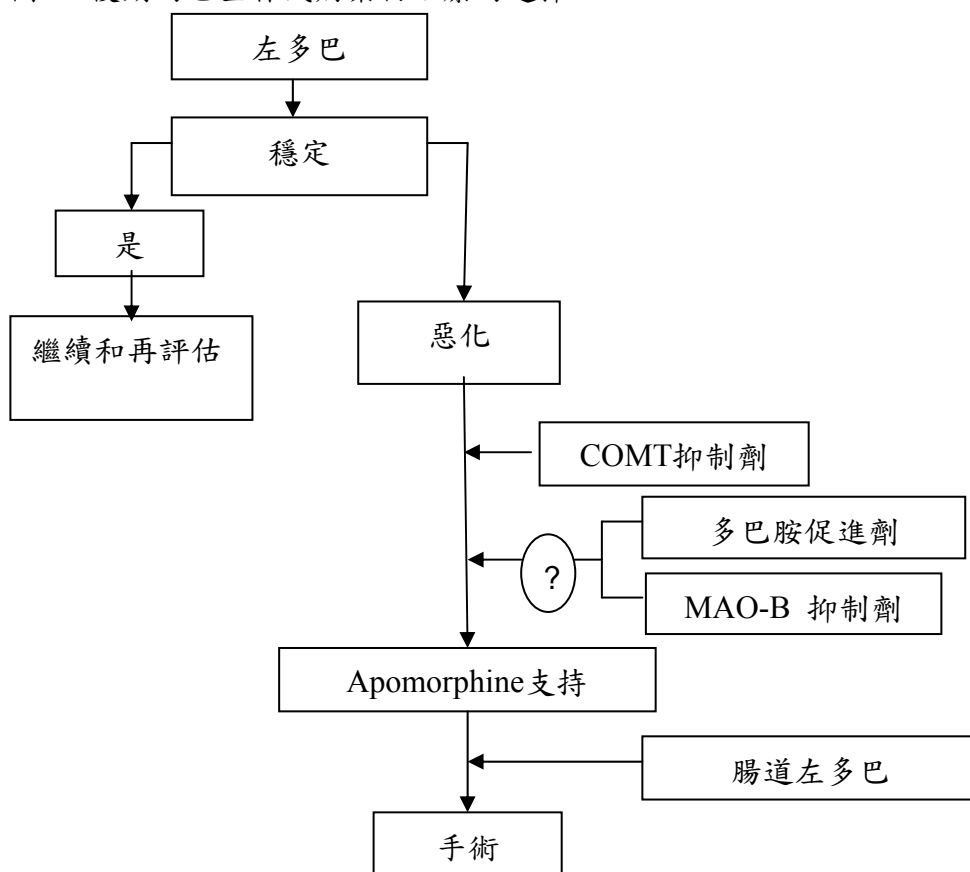 左多巴
穩定
是
惡化
繼續和再評估
COMT抑制劑
多巴胺促進劑
?
MAO-B 抑制劑
Apomorphine支持
腸道左多巴
手術